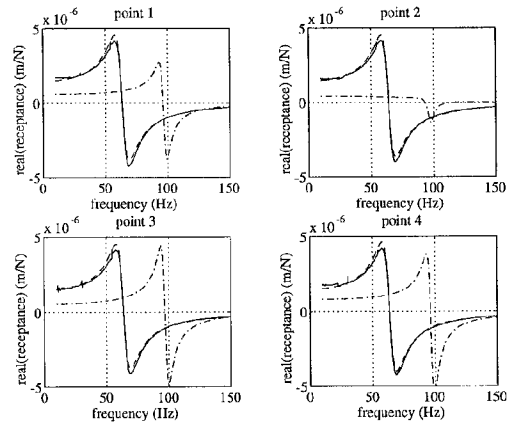 point 1
x 10 -6
5
0
-5
real(receptance) (m/N)
0 50 100 150
frequency (Hz)
point 2
x 10 -6
5
0
-5
real(receptance) (m/N)
0 50 100 150
frequency (Hz)
point 3
x 10 -6
5
0
-5
real(receptance) (m/N)
0 50 100 150
frequency (Hz)
point 4
x 10 -6
5
0
-5
real(receptance) (m/N)
0 50 100 150
frequency (Hz)